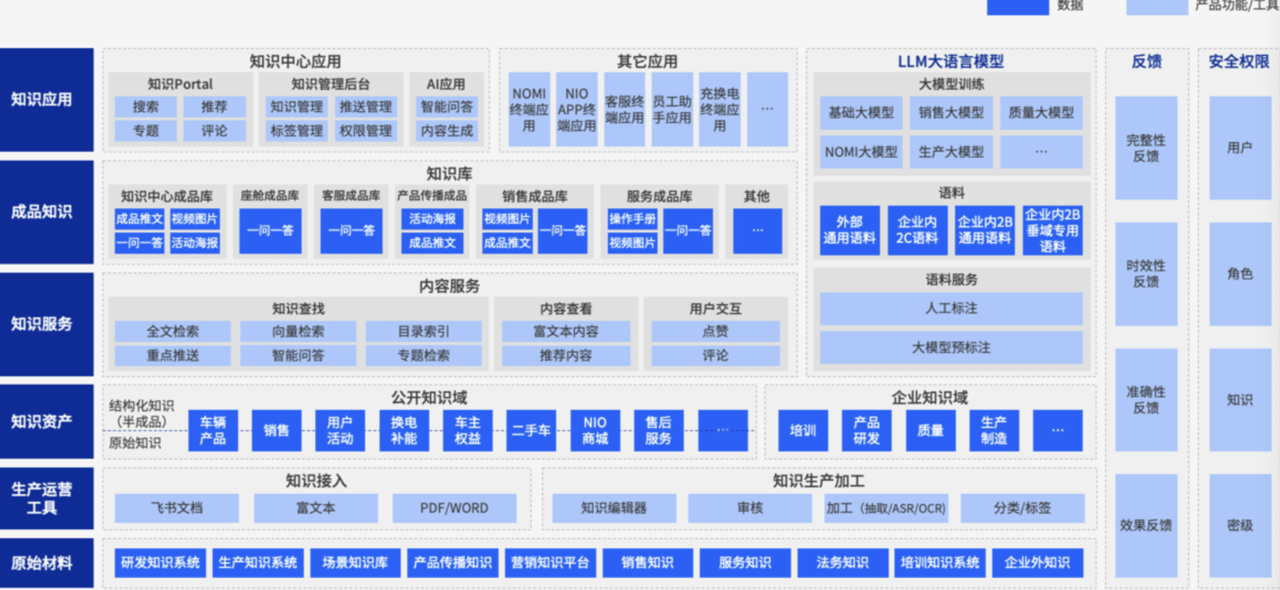 数据
产品功能/工具
知识应用
知识中心应用
知识Portal
搜索
推荐
专题
评论
知识管理后台
知识管理
推送管理
标签管理
权限管理
AI应用
智能问答
内容生成
其它应用
NOMI
终端应
用
NIO
APP终
端应用
客服终
端应用
员工助
手应用
充换电
终端应
用
...
LLM大语言模型
大模型训练
基础大模型
销售大模型
质量大模型
NOMI大模型
生产大模型
...
语料
外部
通用语料
企业内
2C语料
企业内2B
通用语料
企业内2B
垂域专用
语料
语料服务
人工标注
大模型预标注
反馈
完整性
反馈
时效性
反馈
准确性
反馈
效果反馈
安全权限
用户
角色
知识
密级
成品知识
知识库
知识中心成品库
成品推文
视频图片
一问一答
活动海报
座舱成品库
一问一答
客服成品库
一问一答
产品传播成品
活动海报
成品推文
销售成品库
视频图片
成品推文
一问一答
服务成品库
操作手册
视频图片
一问一答
其他
...
知识服务
内容服务
知识查找
全文检索
向量检索
目录索引
重点推送
智能问答
专题检索
内容查看
富文本内容
推荐内容
用户交互
点赞
评论
知识资产
公开知识域
结构化知识
（半成品）
原始知识
车辆
产品
销售
用户
活动
换电
补能
车主
权益
二手车
NIO
商城
售后
服务
...
企业知识域
培训
产品
研发
质量
生产
制造
...
生产运营
工具
知识接入
飞书文档
富文本
PDF/WORD
知识生产加工
知识编辑器
审核
加工（抽取/ASR/OCR)
分类/标签
原始材料
研发知识系统
生产知识系统
场景知识库
产品传播知识
营销知识平台
销售知识
服务知识
法务知识
培训知识系统
企业外知识